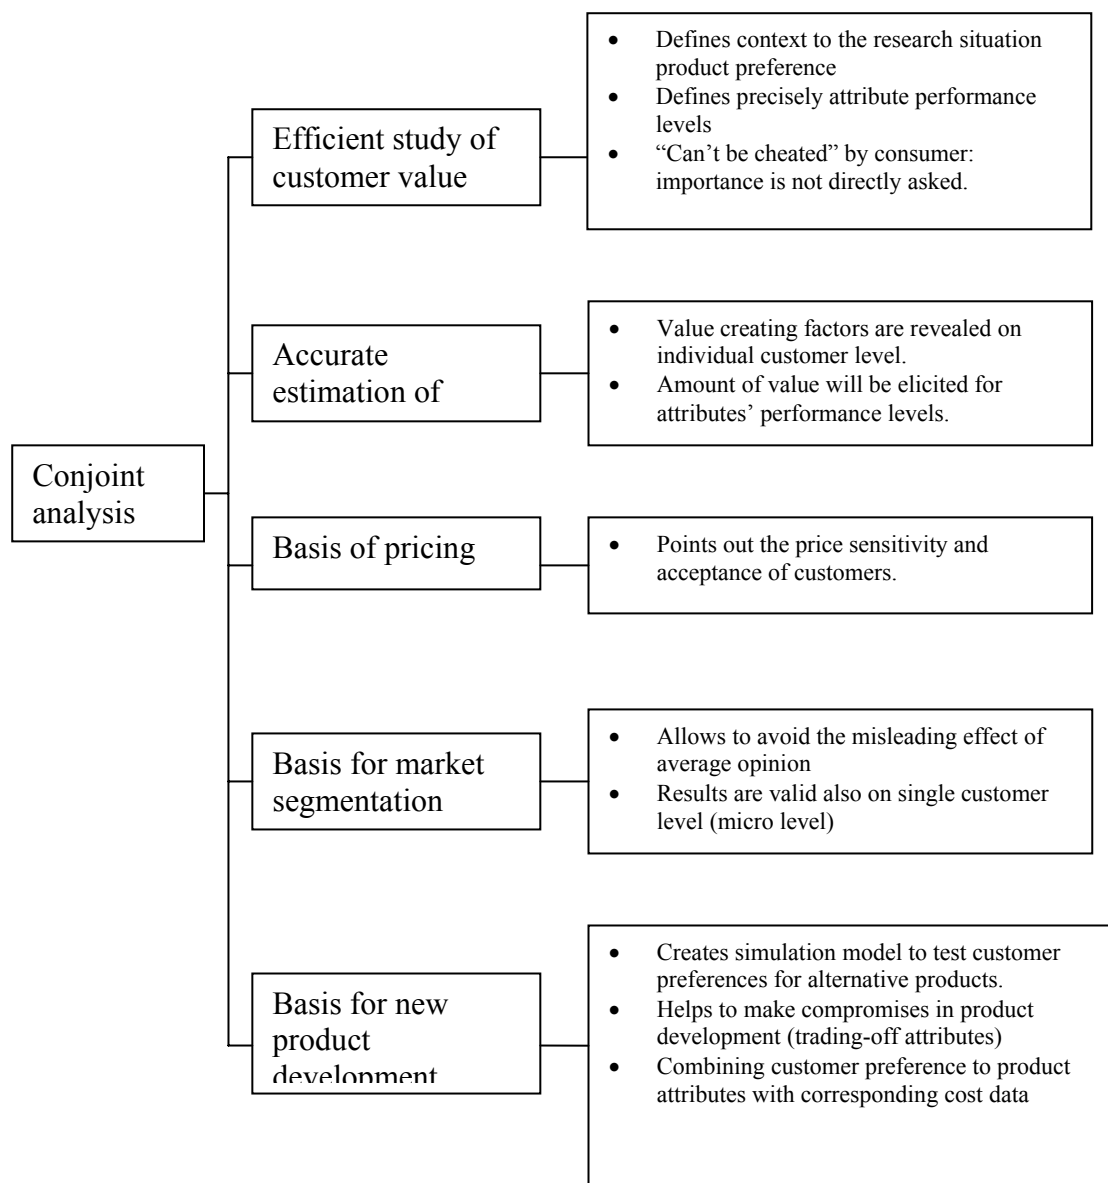 Conjoint
analysis
Efficient study of
customer value
• Defines context to the research situation
product preference
• Defines precisely attribute performance
levels
• “Can’t be cheated” by consumer:
importance is not directly asked.
Accurate
estimation of
• Value creating factors are revealed on
individual customer level.
• Amount of value will be elicited for
attributes’ performance levels.
Basis of pricing
• Points out the price sensitivity and
acceptance of customers.
Basis for market
segmentation
• Allows to avoid the misleading effect of
average opinion
• Results are valid also on single customer
level (micro level)
Basis for new
product
development
• Creates simulation model to test customer
preferences for alternative products.
• Helps to make compromises in product
development (trading-off attributes)
• Combining customer preference to product
attributes with corresponding cost data